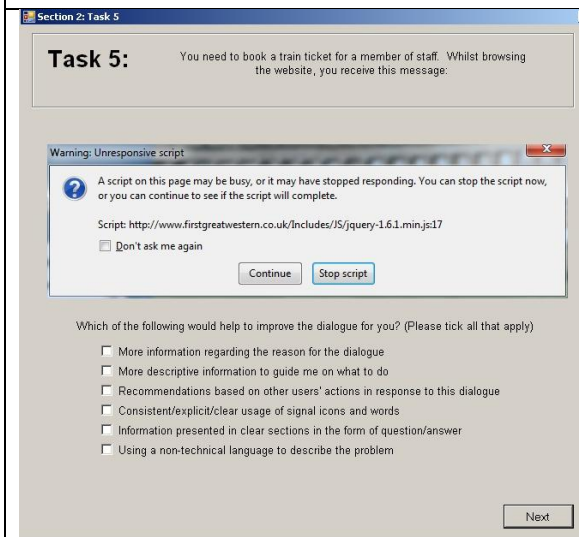 Section 2: Task 5
Task 5:
You need to book a train ticket for a member of staff. Whilst browsing
the website, you receive this message:
Warning: Unresponsive script
A script on this page may be busy, or it may have stopped responding. You can stop the script now,
or you can continue to see if the script will complete.
Script: http://www.firstgreatwestern.co.uk/Includes/JS/jquery-1.6.1.min.js:17
Don't ask me again
Continue
Stop script
Which of the following would help to improve the dialogue for you? (Please tick all that apply)
More information regarding the reason for the dialogue
More descriptive information to guide me on what to do
Recommendations based on other users' actions in response to this dialogue
Consistent/explicit/clear usage of signal icons and words
Information presented in clear sections in the form of question/answer
Using a non-technical language to describe the problem
Next